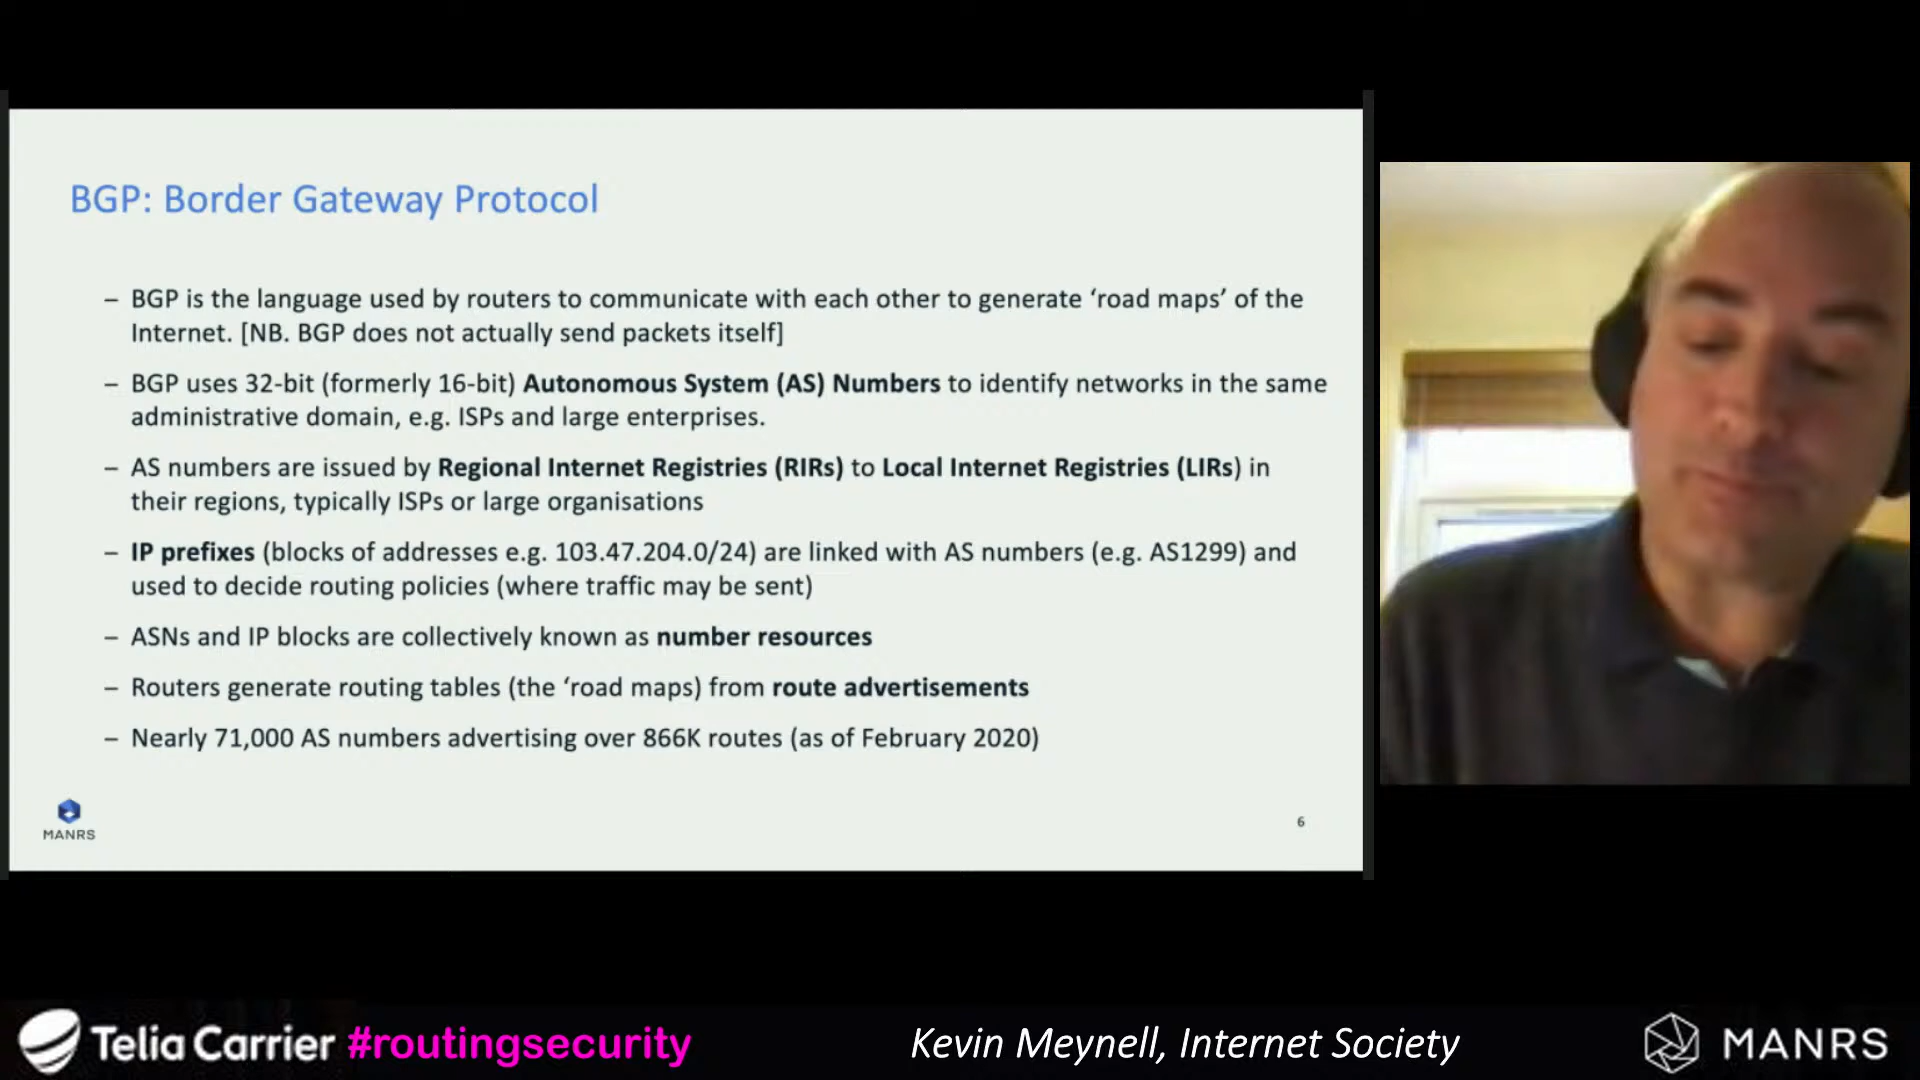 BGP: Border Gateway Protocol
– BGP is the language used by routers to communicate with each other to generate ‘road maps’ of the
Internet. [NB. BGP does not actually send packets itself]
– BGP uses 32-bit (formerly 16-bit) Autonomous System (AS) Numbers to identify networks in the same
administrative domain, e.g. ISPs and large enterprises.
– AS numbers are issued by Regional Internet Registries (RIRs) to Local Internet Registries (LIRs) in
their regions, typically ISPs or large organisations
– IP prefixes (blocks of addresses e.g. 103.47.204.0/24) are linked with AS numbers (e.g. AS1299) and
used to decide routing policies (where traffic may be sent)
– ASNs and IP blocks are collectively known as number resources
– Routers generate routing tables (the ‘road maps) from route advertisements
– Nearly 71,000 AS numbers advertising over 866K routes (as of February 2020)
MANRS
6
Telia Carrier #routingsecurity
Kevin Meynell, Internet Society
MANRS